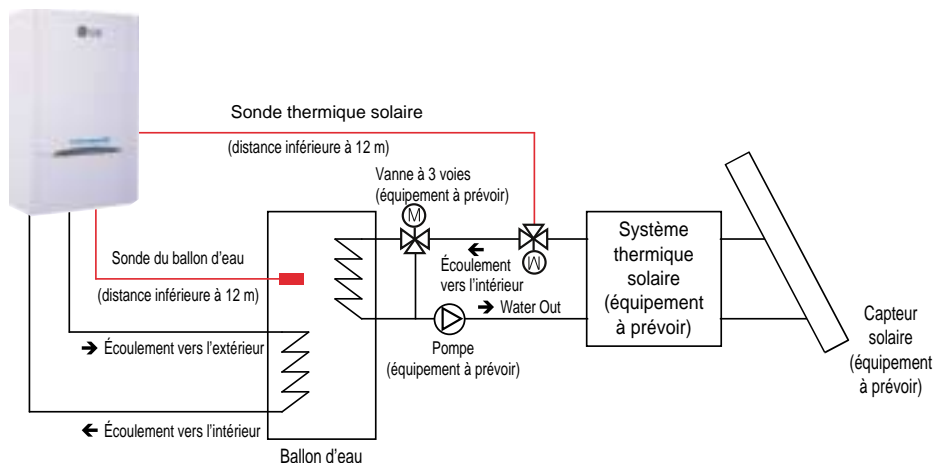 LG
Sonde thermique solaire
(distance inférieure à 12 m)
Vanne à 3 voies
(équipement à prévoir)
M
M
Sonde du ballon d'eau
(distance inférieure à 12 m)
Écoulement
vers l'intérieur
Water Out
Système
thermique
solaire
(équipement
à prévoir)
Capteur
solaire
(équipement
à prévoir)
Pompe
(équipement à prévoir)
Écoulement vers l'extérieur
Écoulement vers l'intérieur
Ballon d'eau